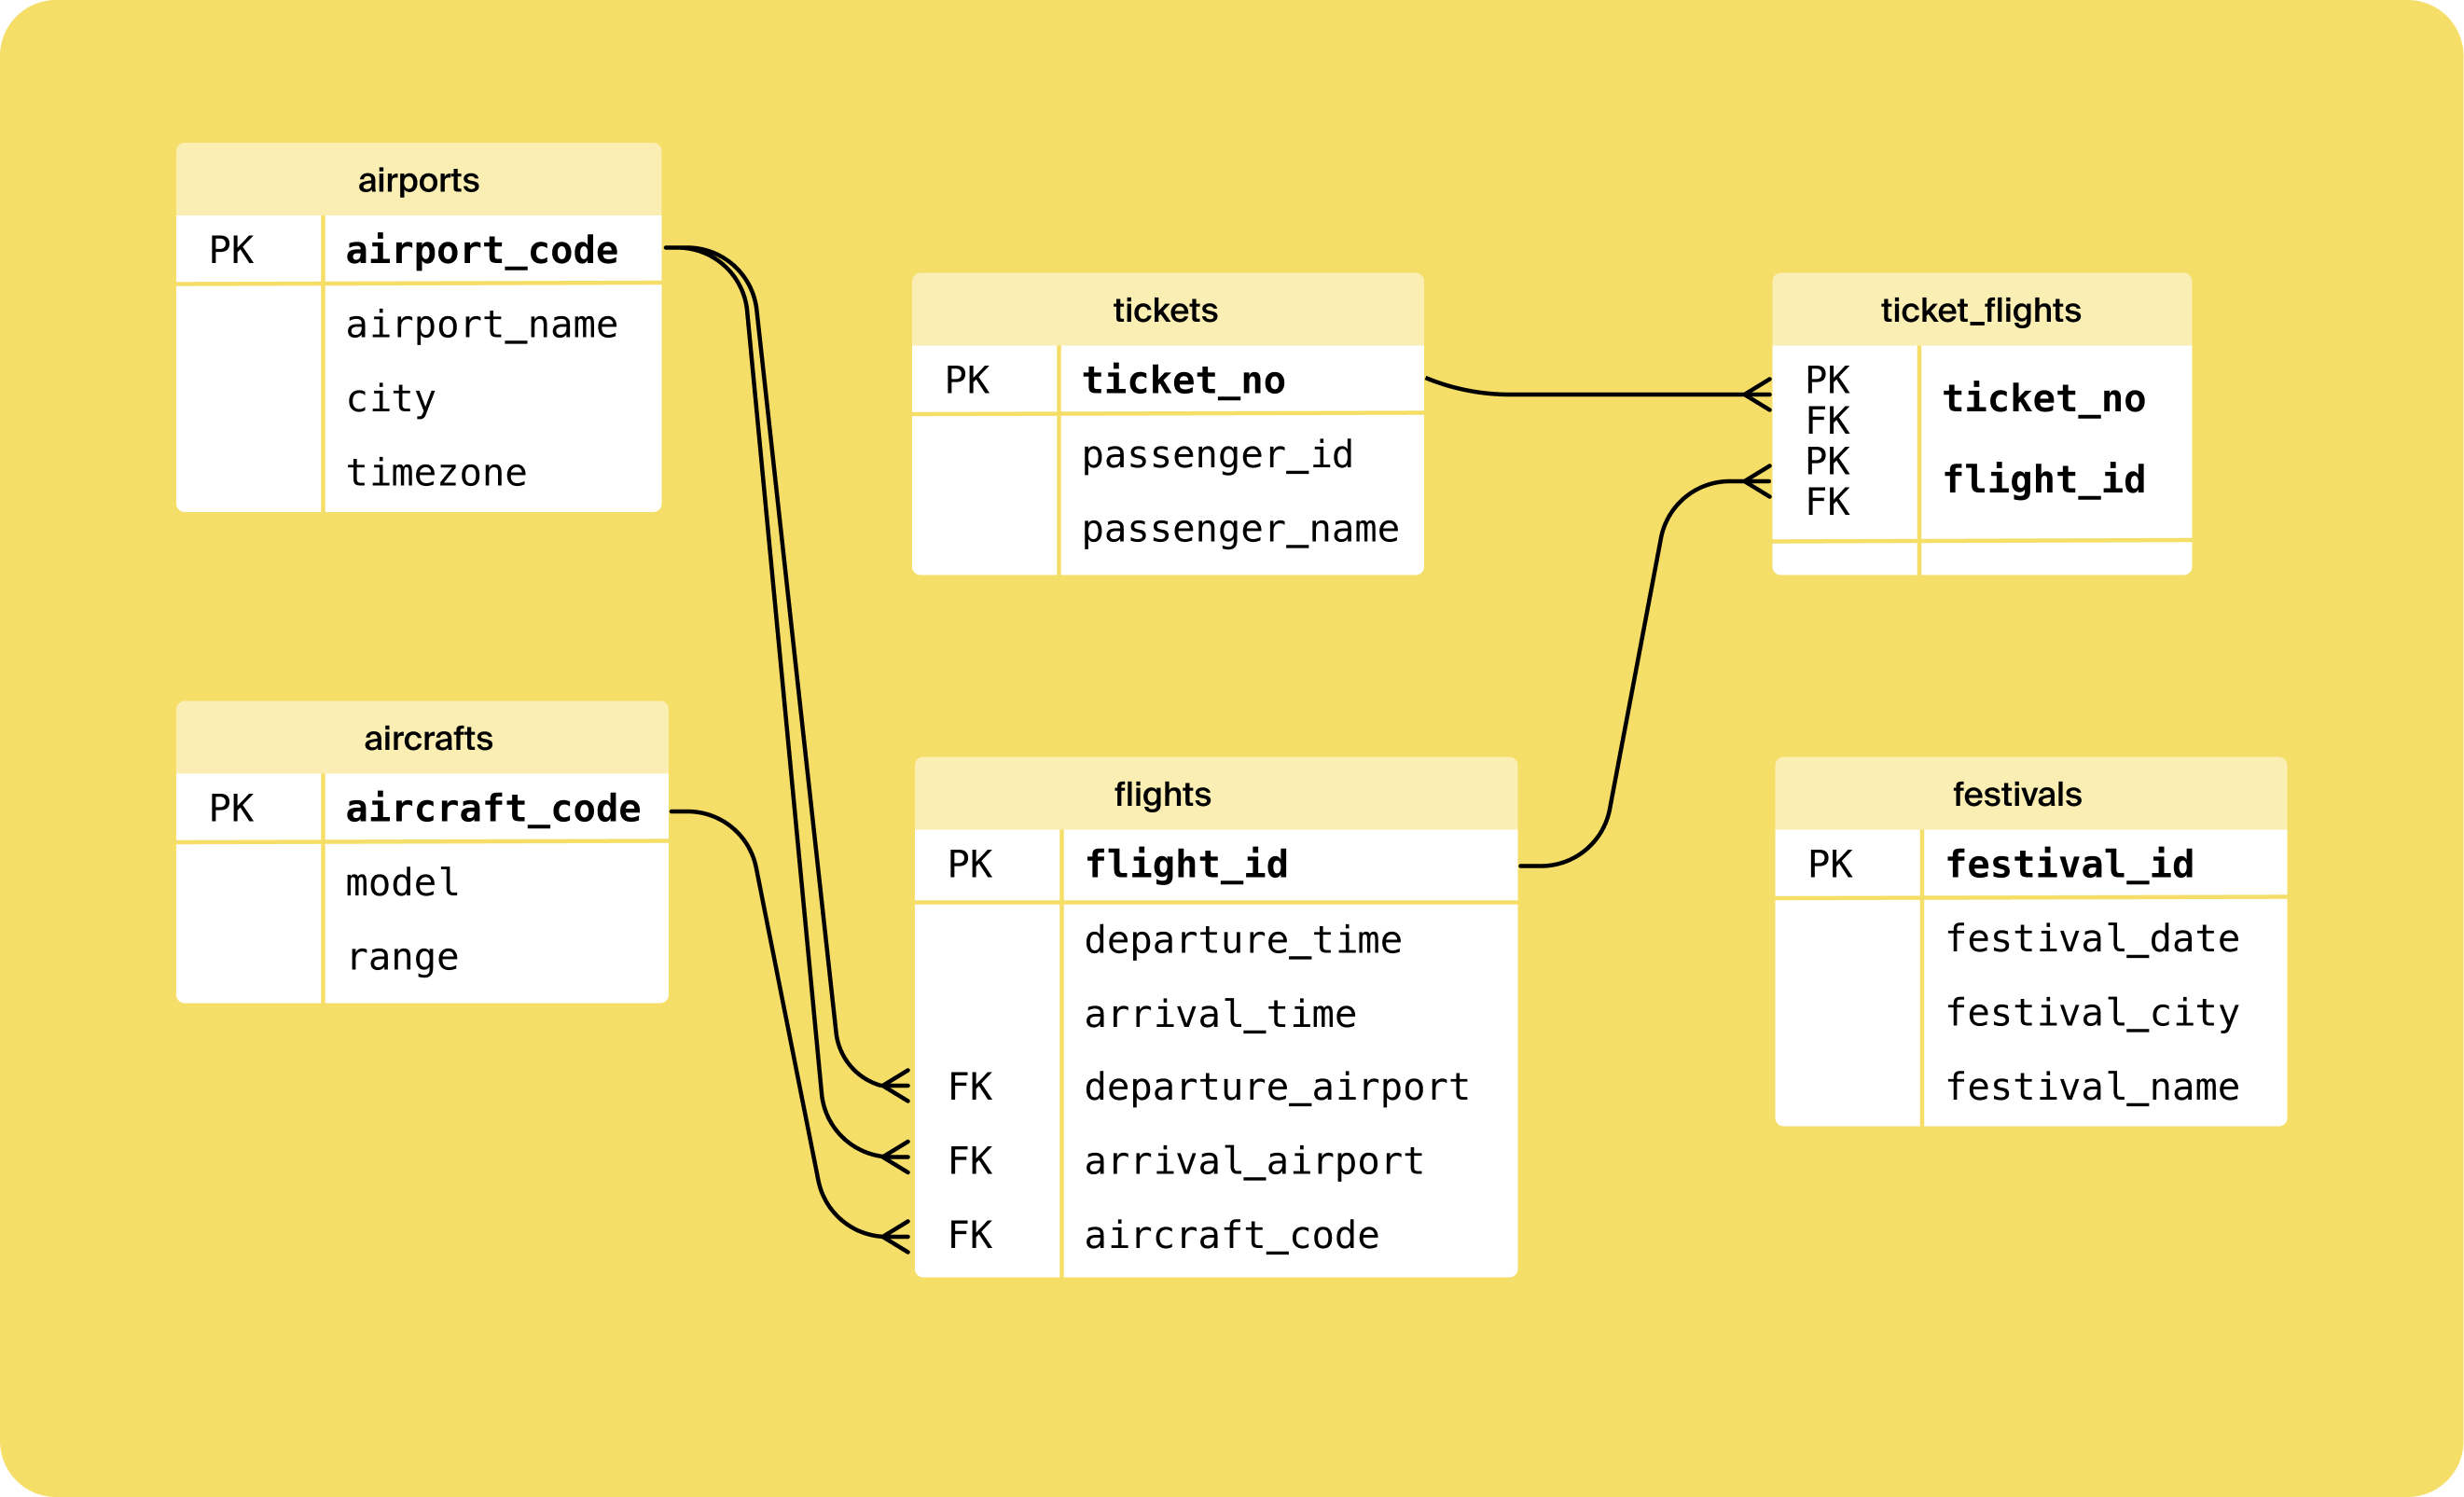 airports
PK airport_code
airport_name
city
timezone
aircrafts
PK aircraft_code
model
range
tickets
PK ticket_no
passenger_id
passenger_name
flights
PK flight_id
departure_time
arrival_time
FK departure_airport
FK arrival_airport
FK aircraft_code
ticket_flights
PK
FK
ticket_no
PK
FK
flight_id
festivals
PK festival_id
festival_date
festival_city
festival_name